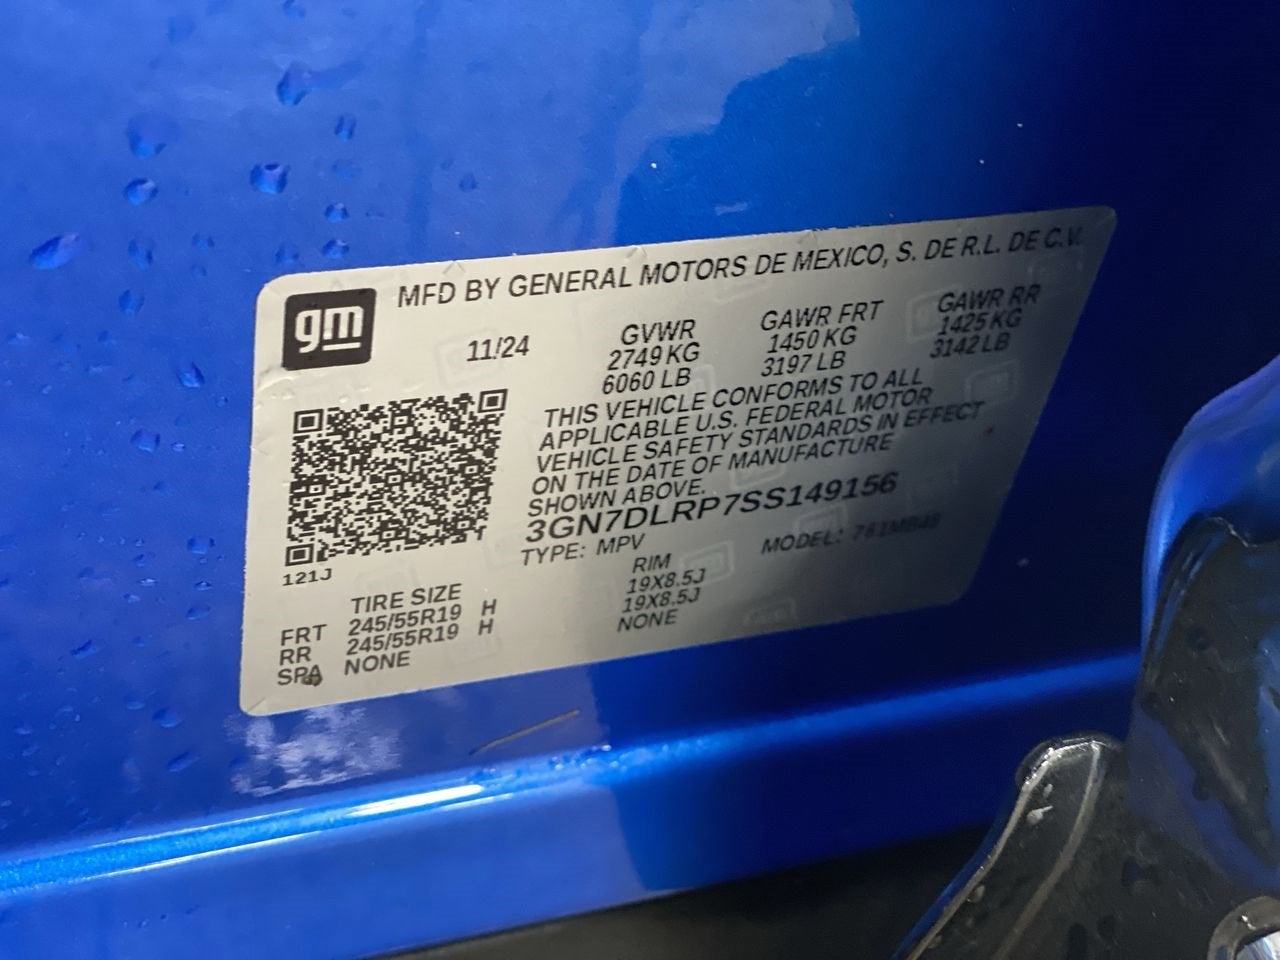 gm
MFD BY GENERAL MOTORS DE MEXICO, S. DE R.L. DE C.V.
11/24
GVWR GAWR FRT GAWR RR
2749 KG 1450 KG 1425 KG
6060 LB 3197 LB 3142 LB
THIS VEHICLE CONFORMS TO ALL
APPLICABLE U.S. FEDERAL MOTOR
VEHICLE SAFETY STANDARDS IN EFFECT
ON THE DATE OF MANUFACTURE
SHOWN ABOVE.
3GN7DLRP7SS149156
TYPE: MPV MODEL:
121J
TIRE SIZE RIM
FRT 245/55R19 H 19X8.5J
RR 245/55R19 H 19X8.5J
SPA NONE NONE